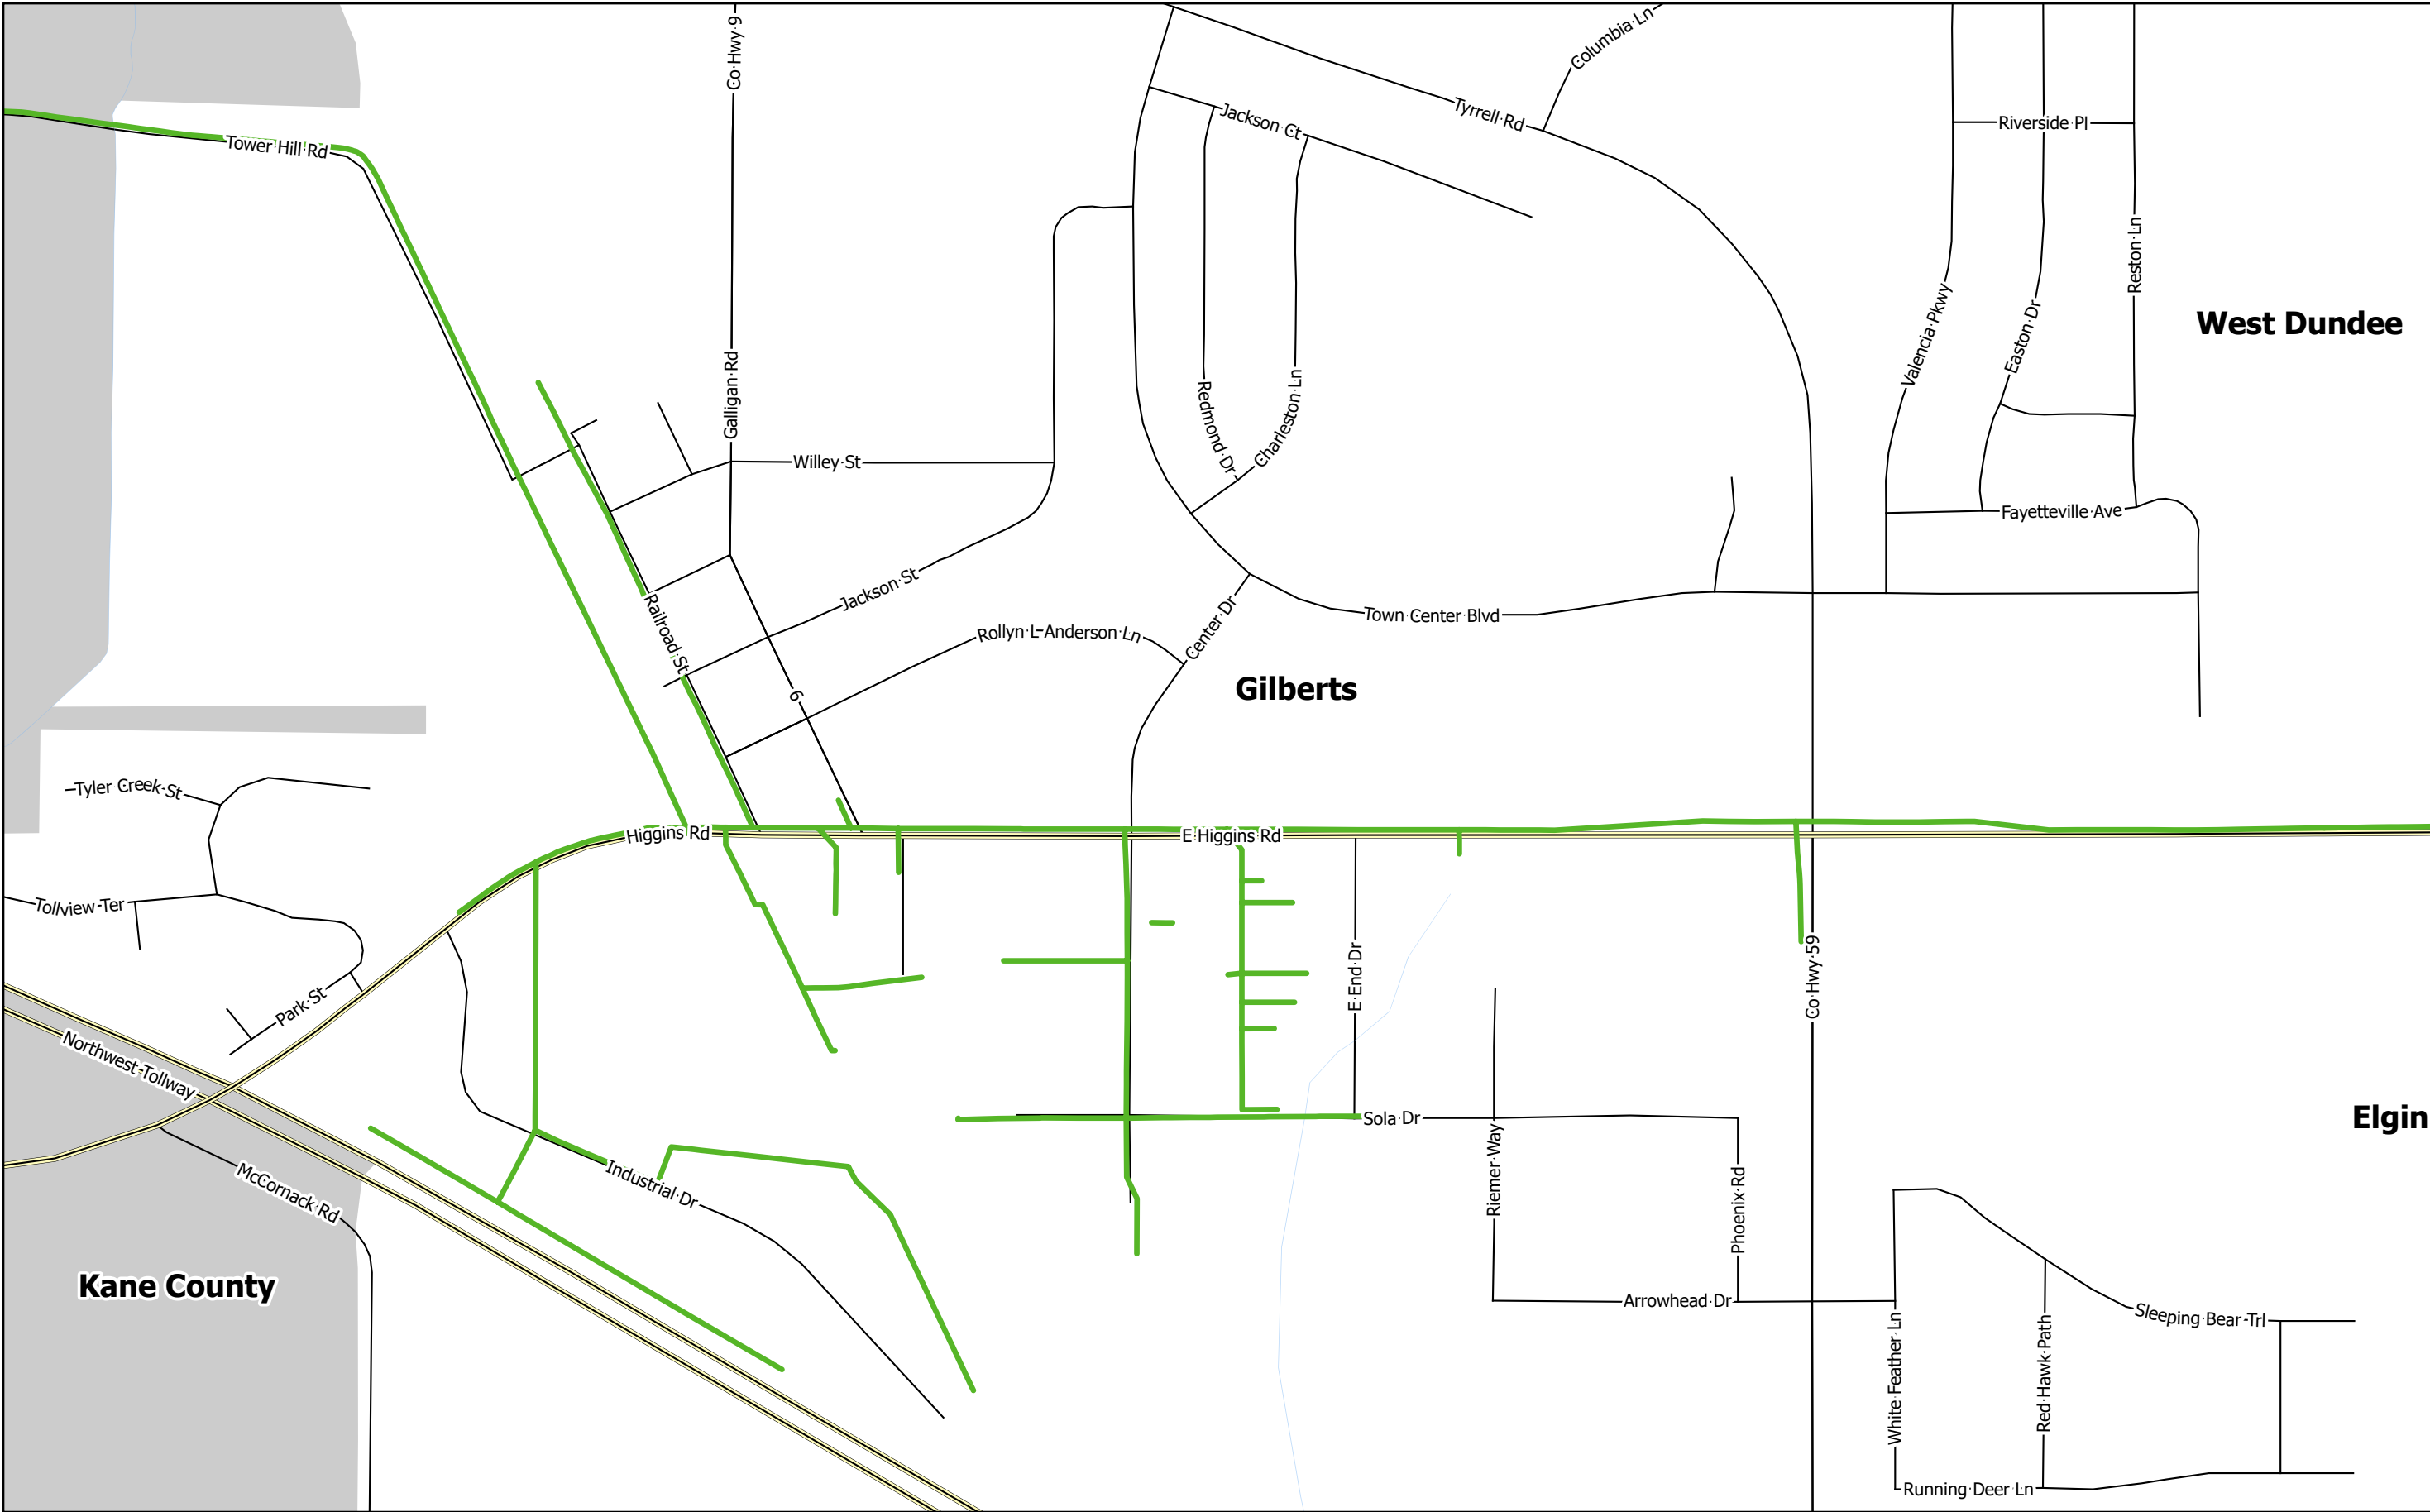 Co Hwy 9
Columbia Ln
Tyrrell Rd
Jackson Ct
Riverside Pl
Tower Hill Rd
Reston Ln
West Dundee
Valencia Pkwy
Easton Dr
Galligan Rd
Redmond Dr
Charleston Ln
Willey St
Fayetteville Ave
Jackson St
Railroad St
Rollyn L Anderson Ln
Center Dr
Town Center Blvd
6
Gilberts
Tyler Creek St
Higgins Rd
E Higgins Rd
Tollview Ter
E End Dr
Co Hwy 59
Park St
Northwest Tollway
Sola Dr
Elgin
McCornack Rd
Industrial Dr
Riemer Way
Phoenix Rd
Kane County
Arrowhead Dr
Sleeping Bear Trl
White Feather Ln
Red Hawk Path
Running Deer Ln